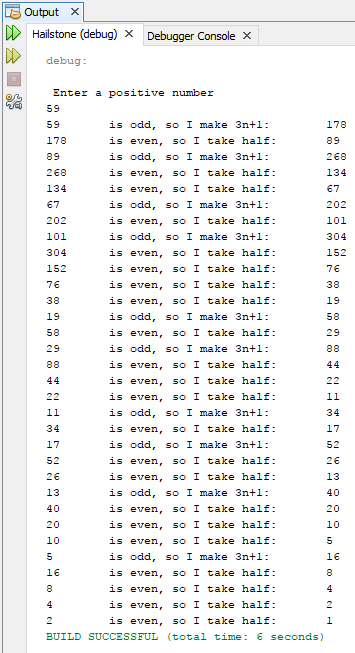 Output
Hailstone (debug) Debugger Console
debug:
Enter a positive number
59
59 is odd, so I make 3n+1: 178
178 is even, so I take half: 89
89 is odd, so I make 3n+1: 268
268 is even, so I take half: 134
134 is even, so I take half: 67
67 is odd, so I make 3n+1: 202
202 is even, so I take half: 101
101 is odd, so I make 3n+1: 304
304 is even, so I take half: 152
152 is even, so I take half: 76
76 is even, so I take half: 38
38 is even, so I take half: 19
19 is odd, so I make 3n+1: 58
58 is even, so I take half: 29
29 is odd, so I make 3n+1: 88
88 is even, so I take half: 44
44 is even, so I take half: 22
22 is even, so I take half: 11
11 is odd, so I make 3n+1: 34
34 is even, so I take half: 17
17 is odd, so I make 3n+1: 52
52 is even, so I take half: 26
26 is even, so I take half: 13
13 is odd, so I make 3n+1: 40
40 is even, so I take half: 20
20 is even, so I take half: 10
10 is even, so I take half: 5
5 is odd, so I make 3n+1: 16
16 is even, so I take half: 8
8 is even, so I take half: 4
4 is even, so I take half: 2
2 is even, so I take half: 1
BUILD SUCCESSFUL (total time: 6 seconds)